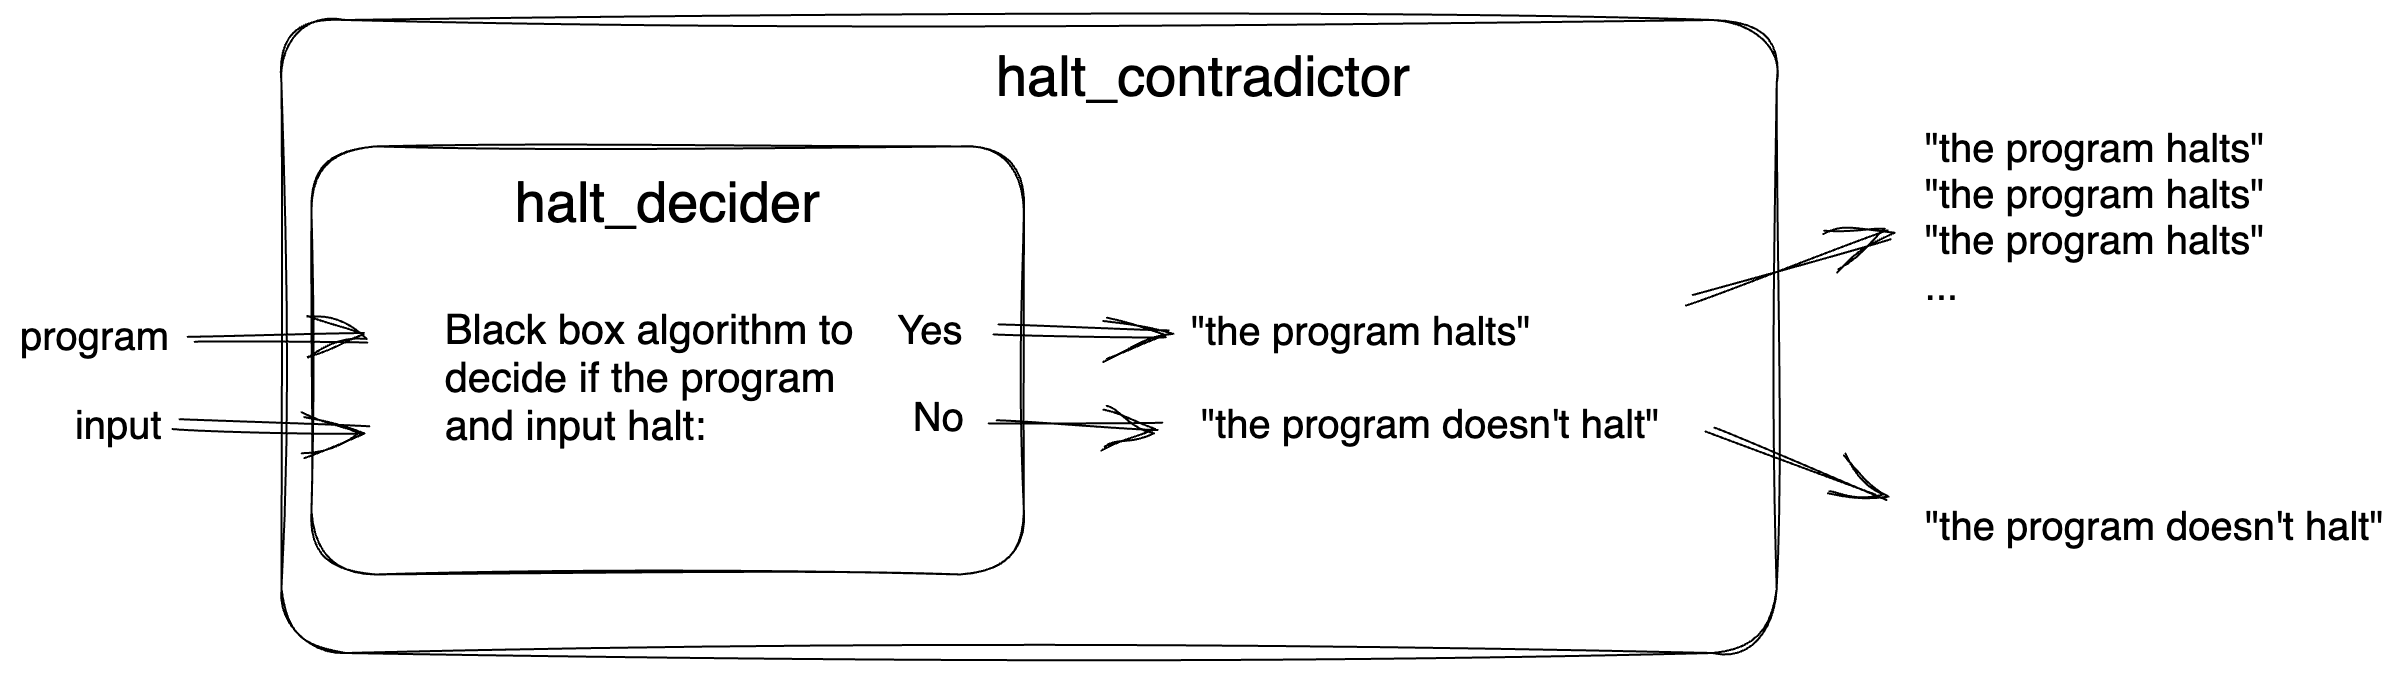 halt_contradictor
halt_decider
program
input
Black box algorithm to
decide if the program
and input halt:
Yes
No
"the program halts"
"the program doesn't halt"
"the program halts"
"the program halts"
"the program halts"
...
"the program doesn't halt"